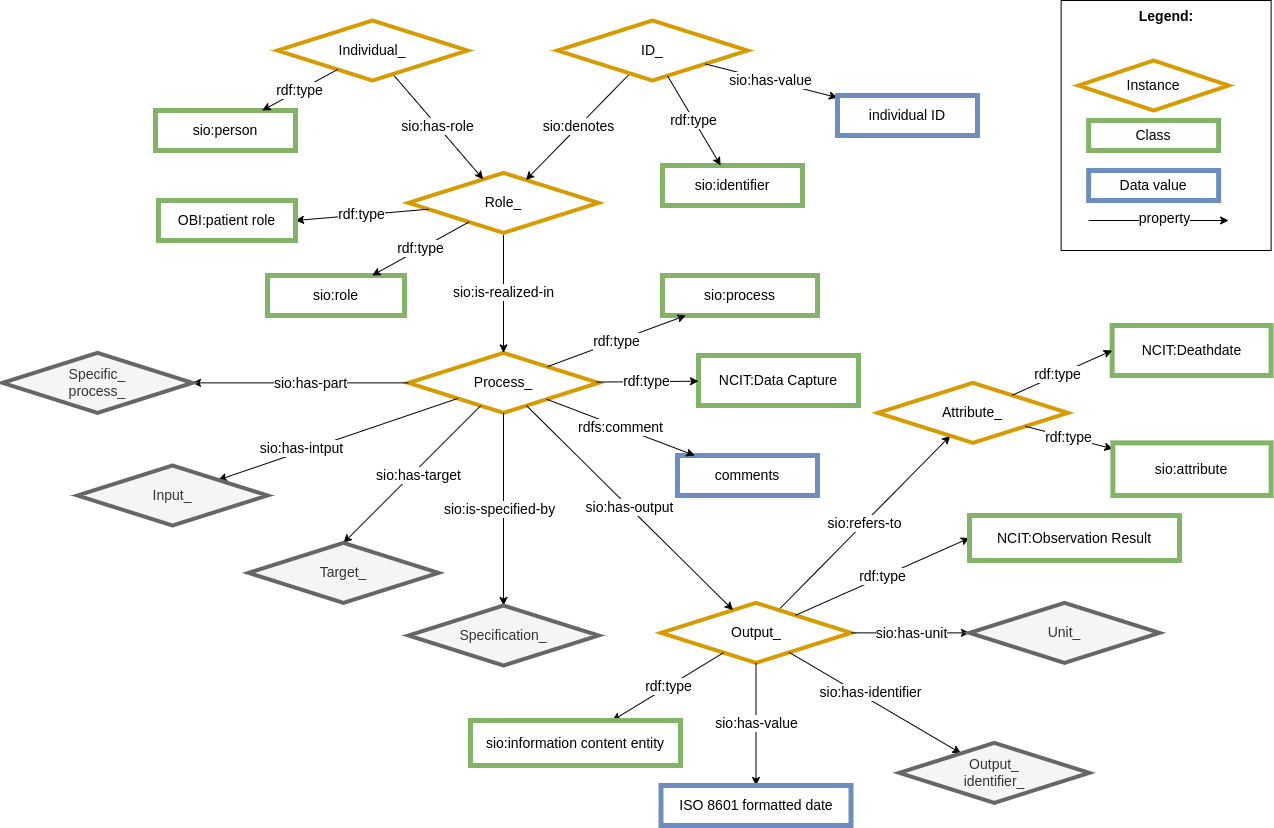 Legend:
Individual_
ID_
sio:has-value
Instance
rdf:type
individual ID
sio:person
sio:has-role
sio:denotes
rdf:type
Class
sio:identifier
Data value
Role_
OBI:patient role
rdf:type
property
rdf:type
sio:role
sio:is-realized-in
sio:process
rdf:type
NCIT:Deathdate
Specific_
process_
sio:has-part
Process_
rdf:type
NCIT:Data Capture
rdf:type
Attribute_
rdfs:comment
rdf:type
sio:has-intput
sio:has-target
comments
sio:attribute
Input_
sio:is-specified-by
sio:has-output
sio:refers-to
NCIT:Observation Result
Target_
rdf:type
Specification_
Output_
sio:has-unit
Unit_
rdf:type
sio:has-identifier
sio:has-value
sio:information content entity
Output_
identifier_
ISO 8601 formatted date